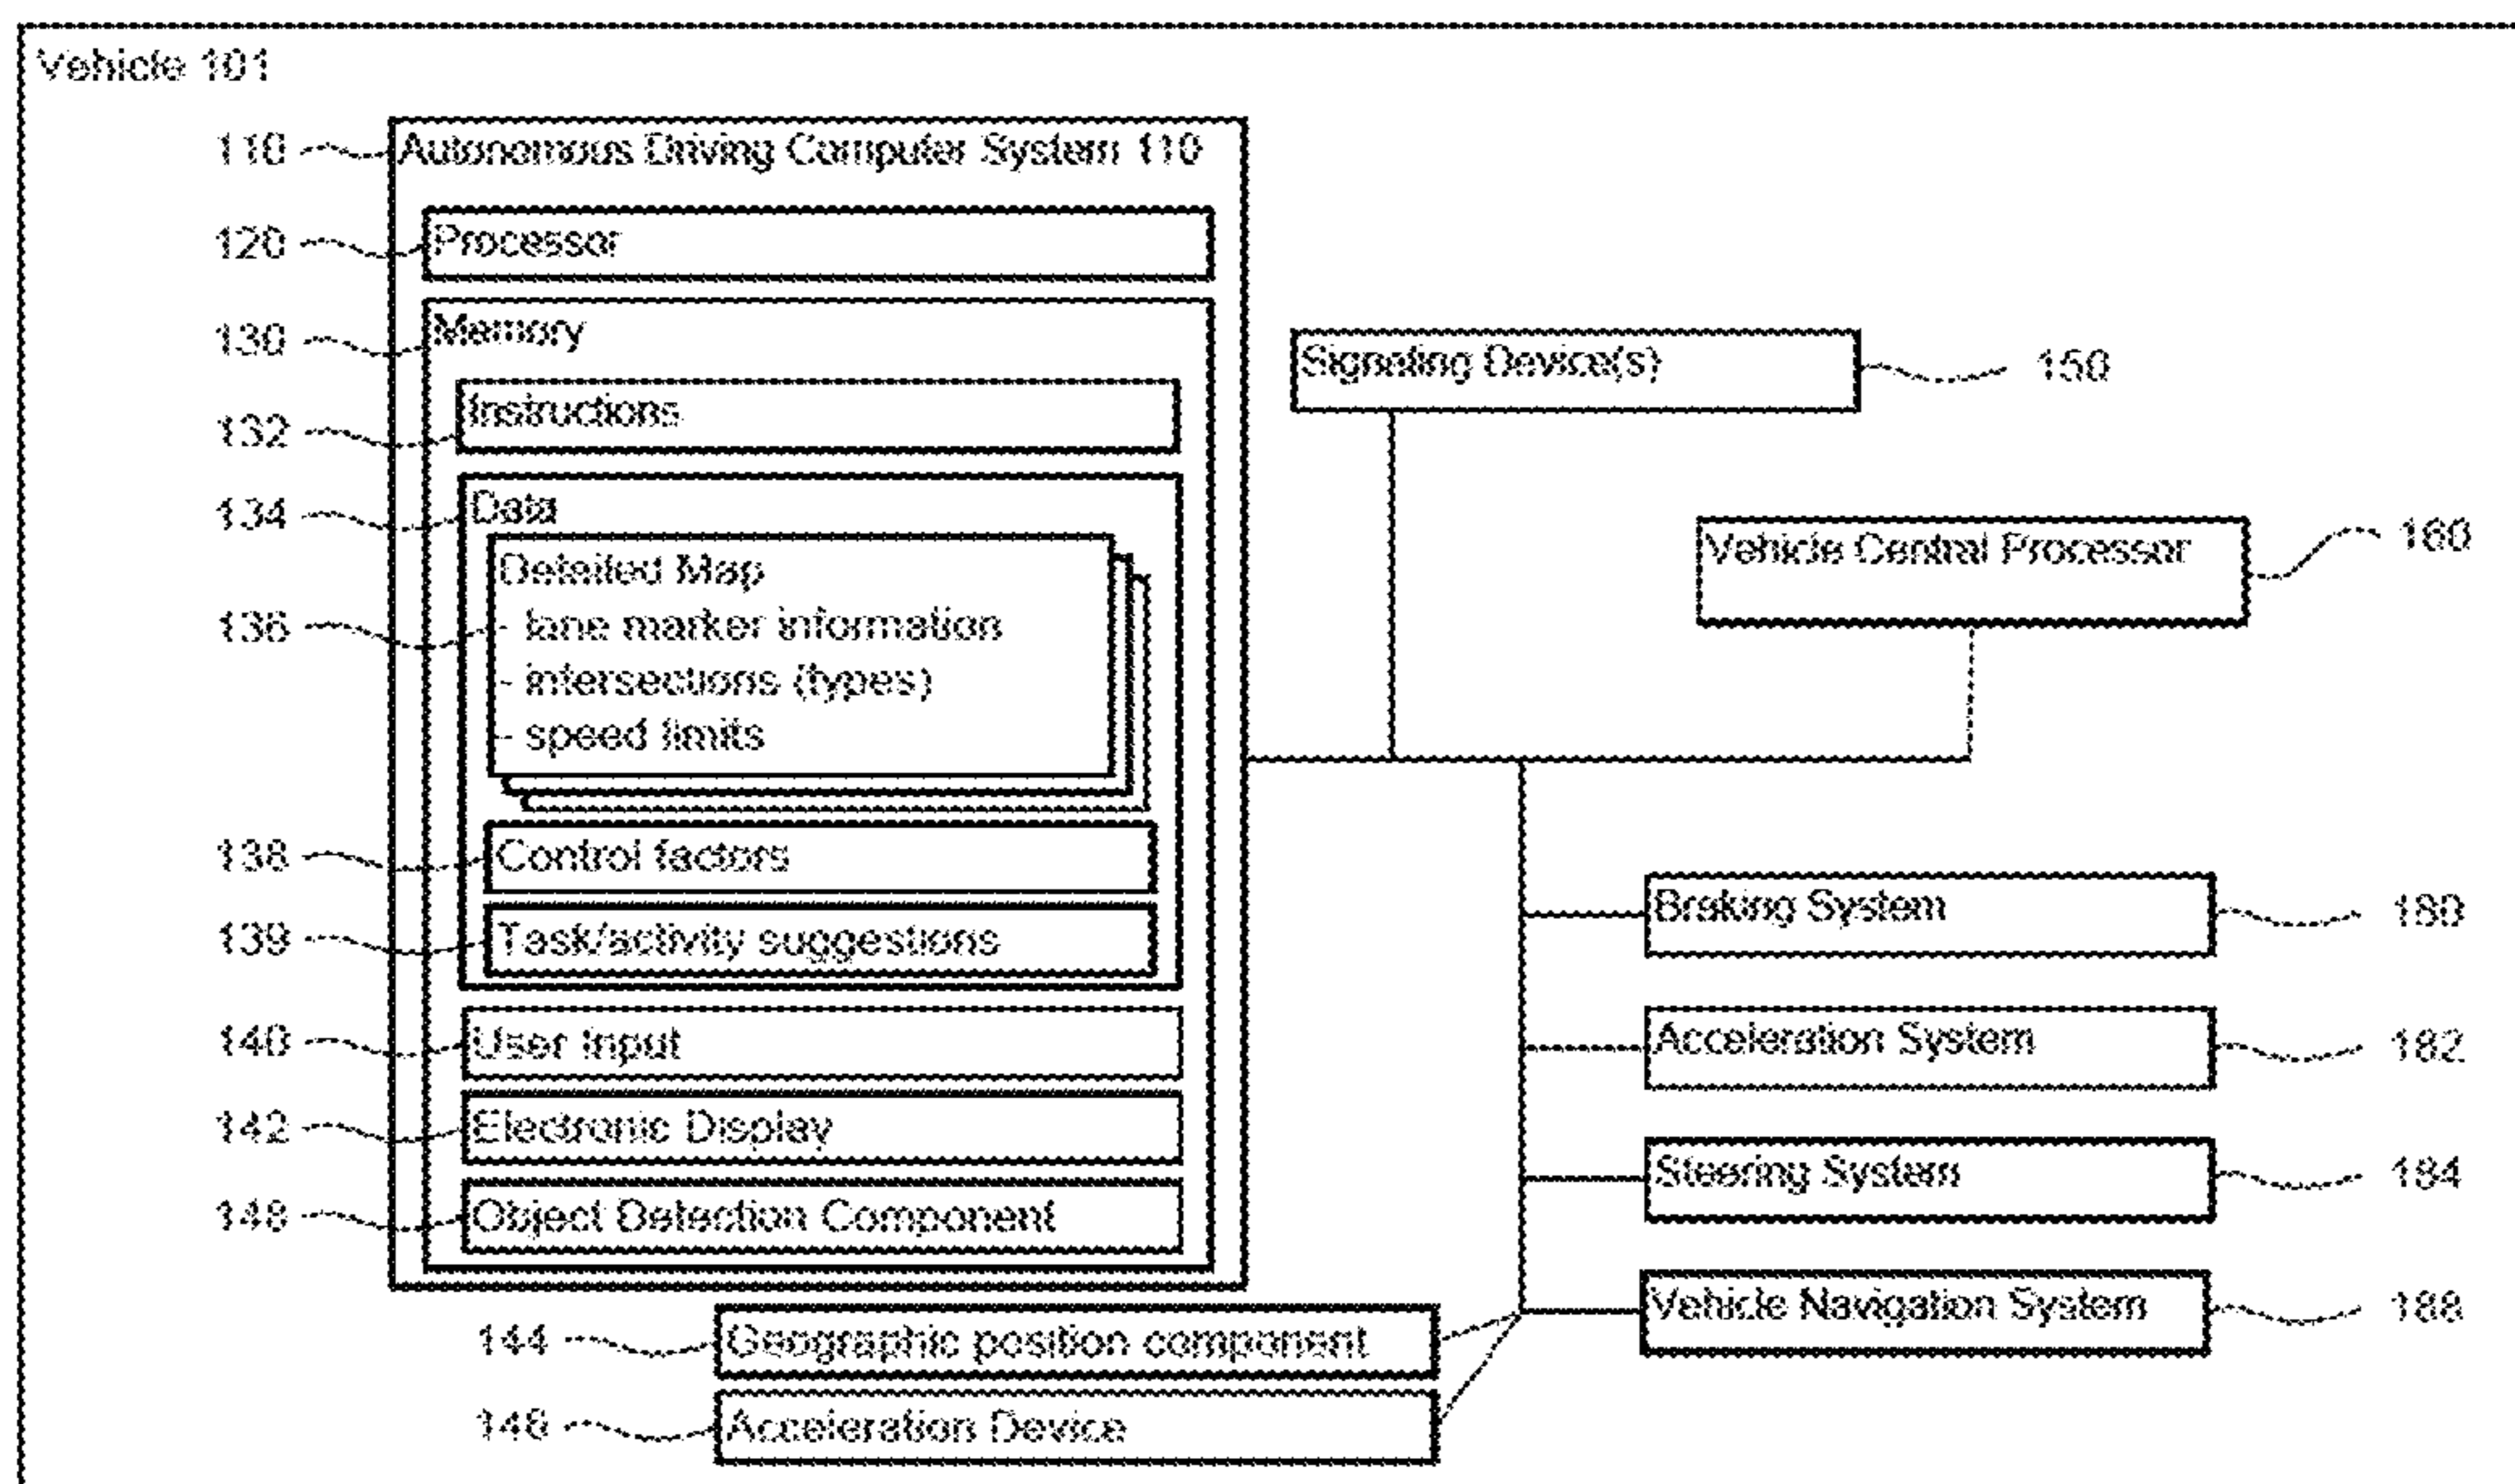 Vehicle 101
110 Autonomous Driving Computer System 110
120 Processor
130 Memory
132 Instructions
134 Data
136 Detailed Map
- lane marker information
- intersections (types)
- speed limits
138 Control factors
139 Task/activity suggestions
140 User Input
142 Electronic Display
148 Object Detection Component
144 Geographic position component
146 Acceleration Device
Signaling Device(s) 150
Vehicle Central Processor 160
Braking System 180
Acceleration System 182
Steering System 184
Vehicle Navigation System 188